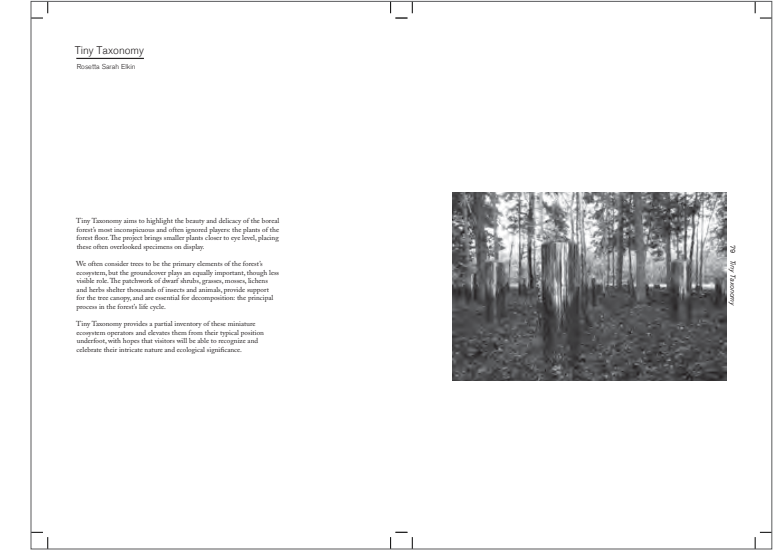 Tiny Taxonomy
Rosetta Sarah Elkin
Tiny Taxonomy aims to highlight the beauty and delicacy of the boreal
forest's most inconspicuous and often ignored players: the plants of the
forest floor. The project brings smaller plants closer to eye level, placing
these often overlooked specimens on display.
We often consider trees to be the primary elements of the forest's
ecosystem, but the groundcover plays an equally important, though less
visible role. The patchwork of dwarf shrubs, grasses, mosses, lichens
and herbs shelter thousands of insects and animals, provide support
for the tree canopy, and are essential for decomposition: the principal
process in the forest's life cycle.
Tiny Taxonomy provides a partial inventory of these miniature
ecosystem operators and elevates them from their typical position
underfoot, with hopes that visitors will be able to recognize and
celebrate their intricate nature and ecological significance.
79 Tiny Taxonomy